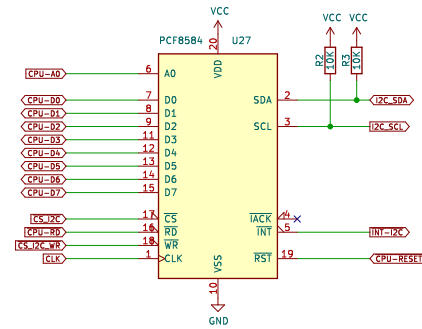 VCC
VCC VCC
PCF8584 U27
20
VDD
R2 10K
R3 10K
CPU-A0 6 A0
CPU-D0 7 D0 SDA 2 I2C_SDA
CPU-D1 8 D1
CPU-D2 9 D2 SCL 3 I2C_SCL
CPU-D3 11 D3
CPU-D4 12 D4
CPU-D5 13 D5
CPU-D6 14 D6
CPU-D7 15 D7
CS_I2C 17 CS IACK 4
CPU-RD 16 RD INT 5 INT-I2C
CS_I2C_WR 18 WR
CLK 1 CLK RST 19 CPU-RESET
VSS
10
GND